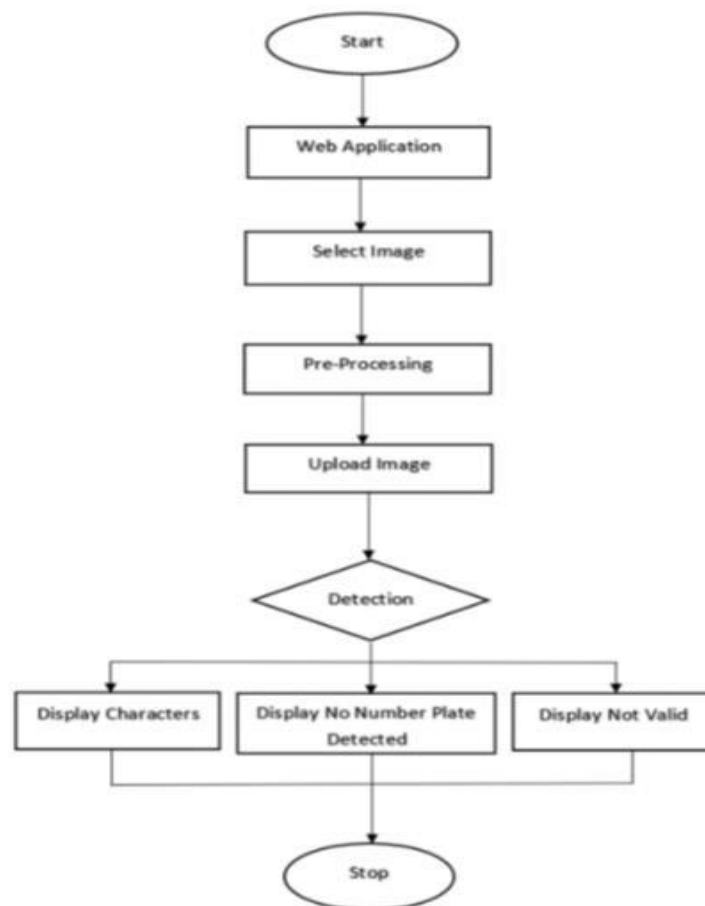 Start
Web Application
Select Image
Pre-Processing
Upload Image
Detection
Display Characters
Display No Number Plate
Detected
Display Not Valid
Stop